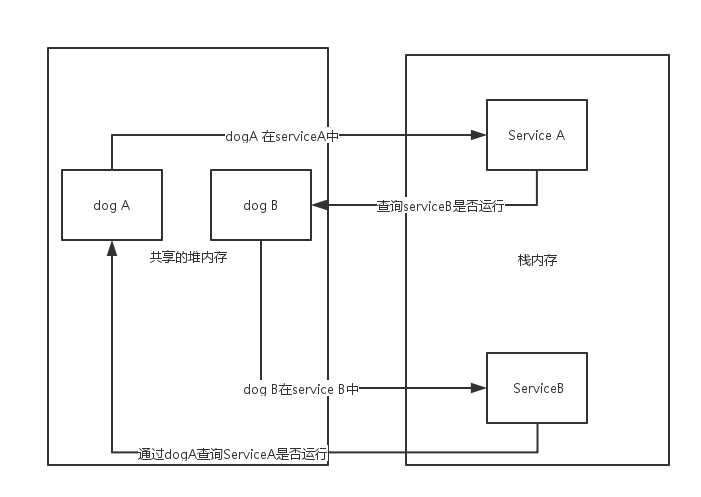 dogA 在serviceA中
Service A
dog A
dog B
查询serviceB是否运行
共享的堆内存
栈内存
dog B在service B中
ServiceB
通过dogA查询ServiceA是否运行